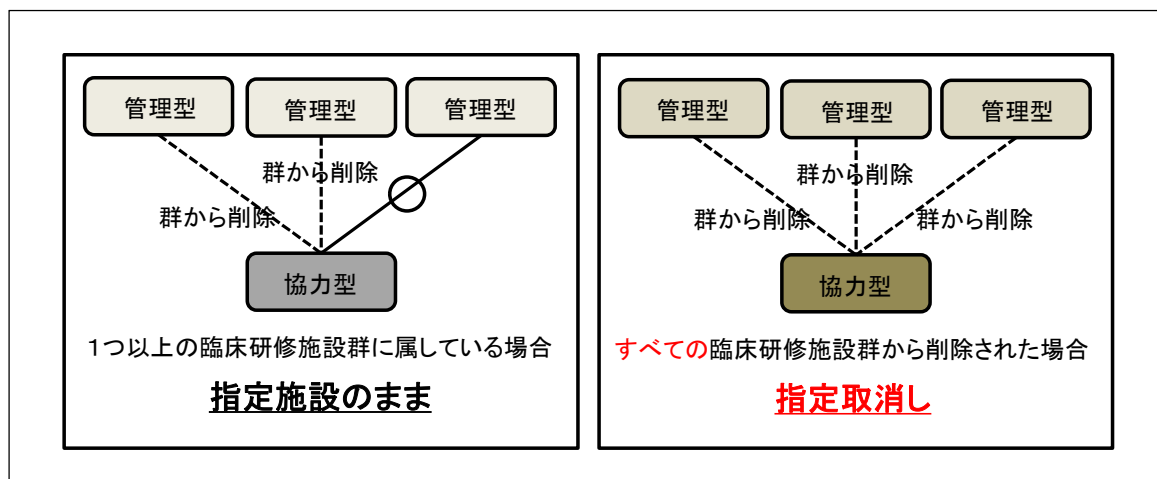 管理型
管理型
管理型
群から削除
群から削除
協力型
1つ以上の臨床研修施設群に属している場合
指定施設のまま
管理型
管理型
管理型
群から削除
群から削除
群から削除
協力型
すべての臨床研修施設群から削除された場合
指定取消し